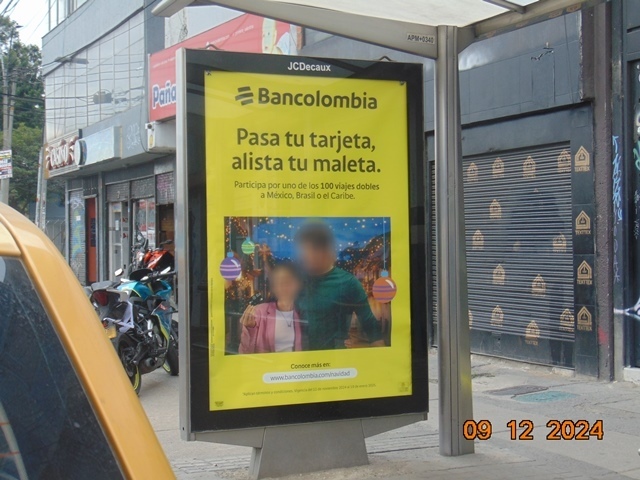 JCDecaux
APM+0340
Bancolombia
Pasa tu tarjeta,
alista tu maleta.
Participa por uno de los 100 viajes dobles
a México, Brasil o el Caribe.
Conoce más en:
www.bancolombia.com/navidad
09 12 2024